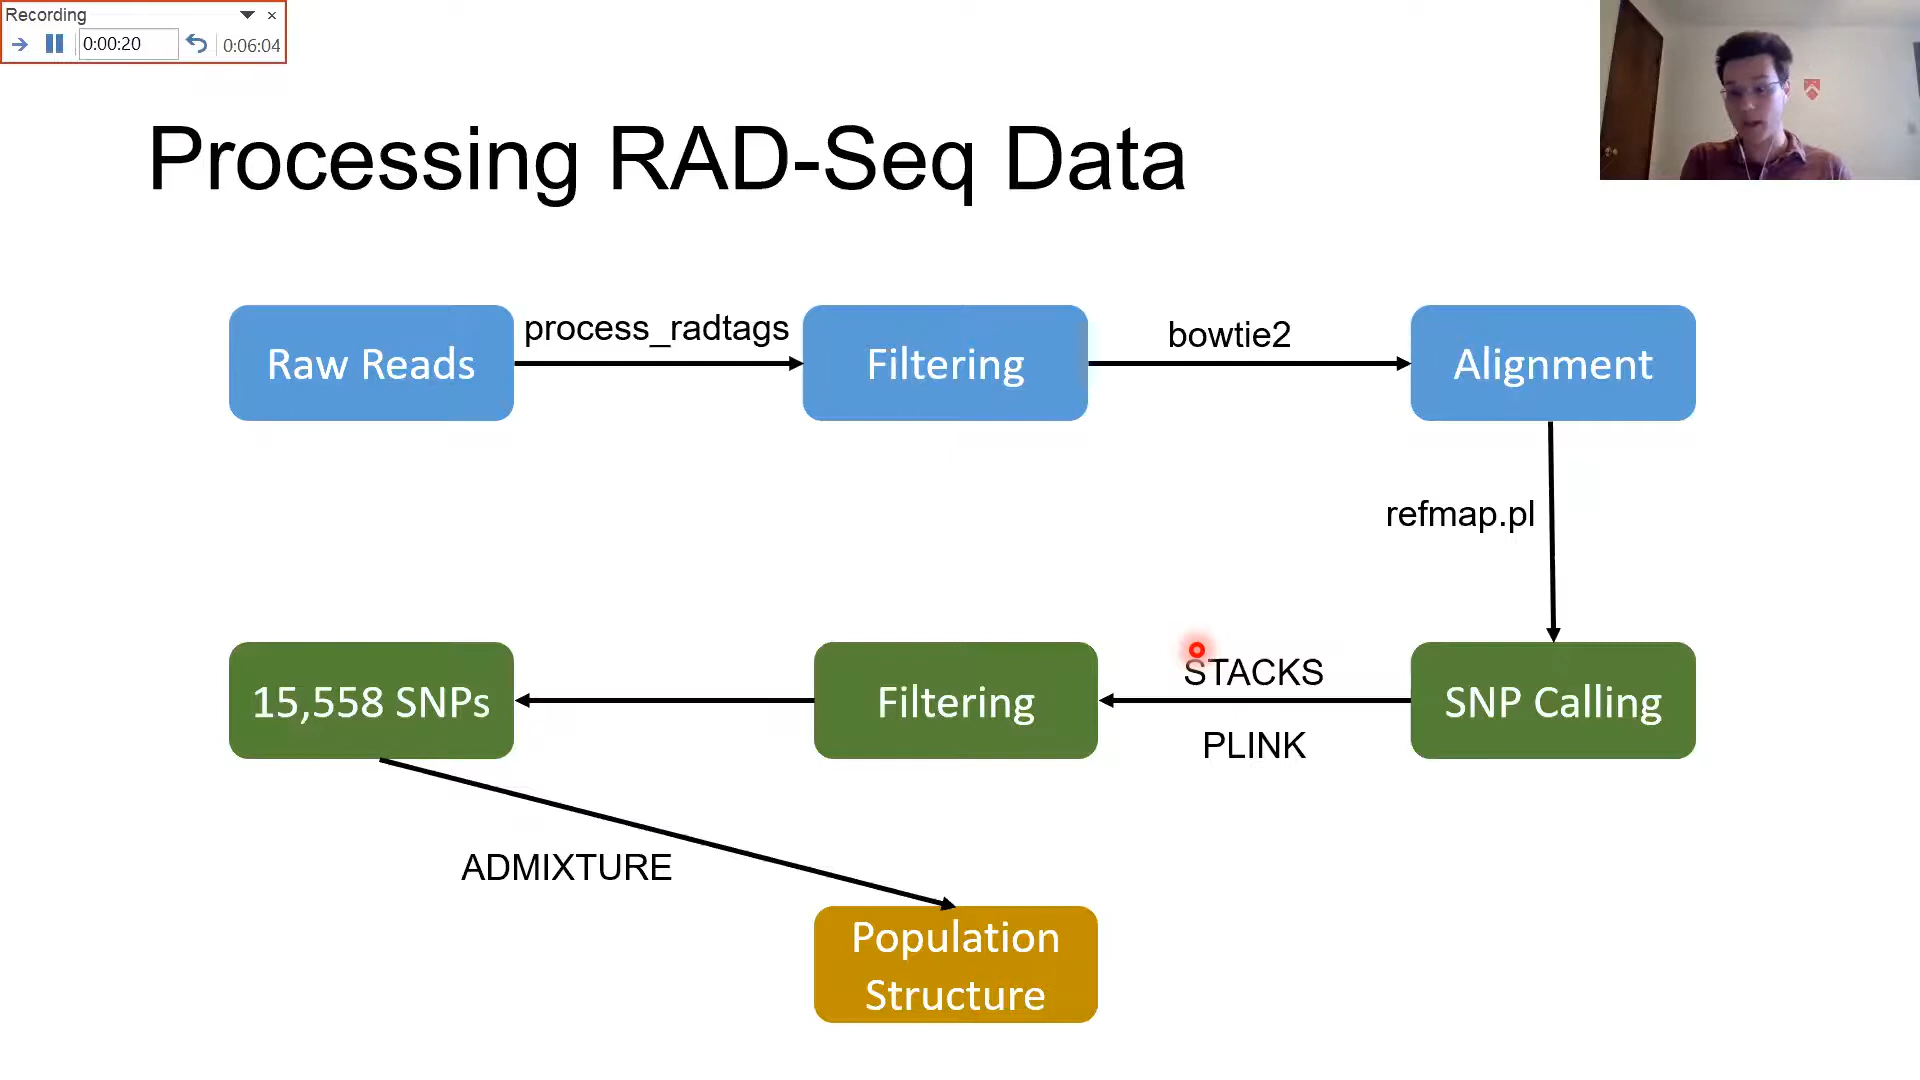 Recording
0:00:20
0:06:04
Processing RAD-Seq Data
Raw Reads
process_radtags
Filtering
bowtie2
Alignment
refmap.pl
15,558 SNPs
Filtering
STACKS
PLINK
SNP Calling
ADMIXTURE
Population
Structure